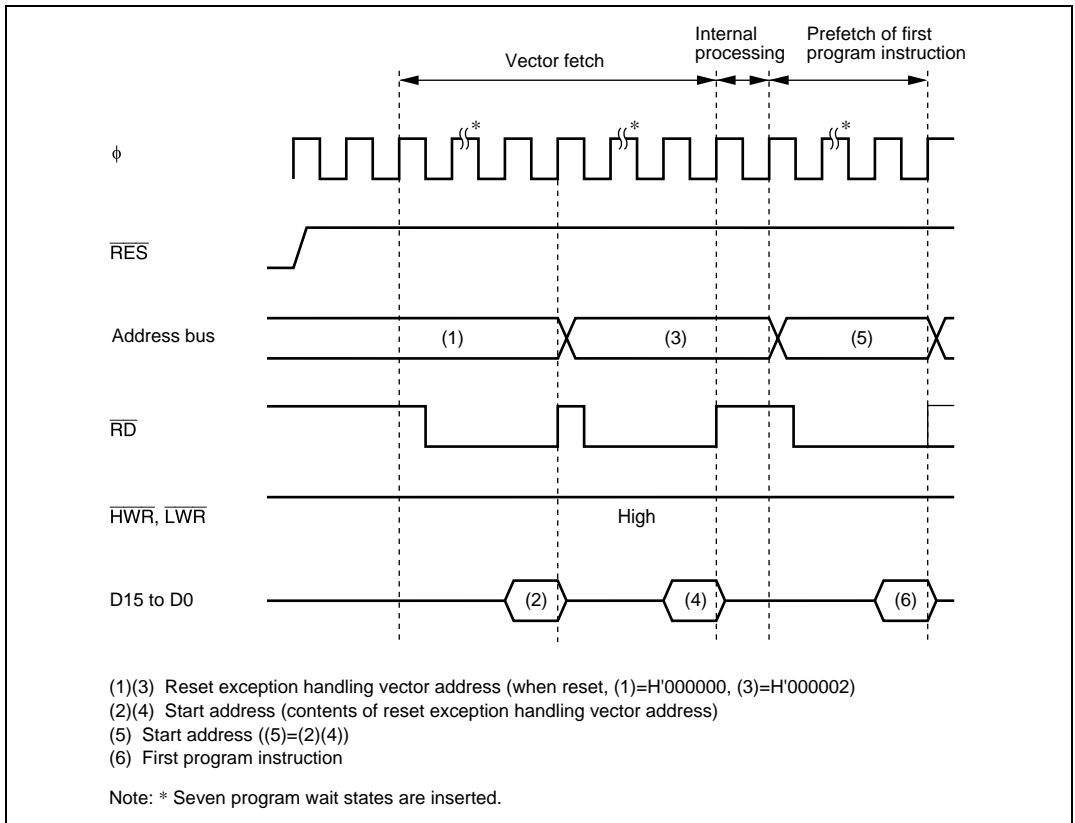 Internal processing
Prefetch of first program instruction
Vector fetch
*
*
*
ϕ
RES
Address bus
(1)
(3)
(5)
RD
HWR, LWR
High
D15 to D0
(2)
(4)
(6)
(1)(3) Reset exception handling vector address (when reset, (1)=H'000000, (3)=H'000002)
(2)(4) Start address (contents of reset exception handling vector address)
(5) Start address ((5)=(2)(4))
(6) First program instruction
Note: * Seven program wait states are inserted.